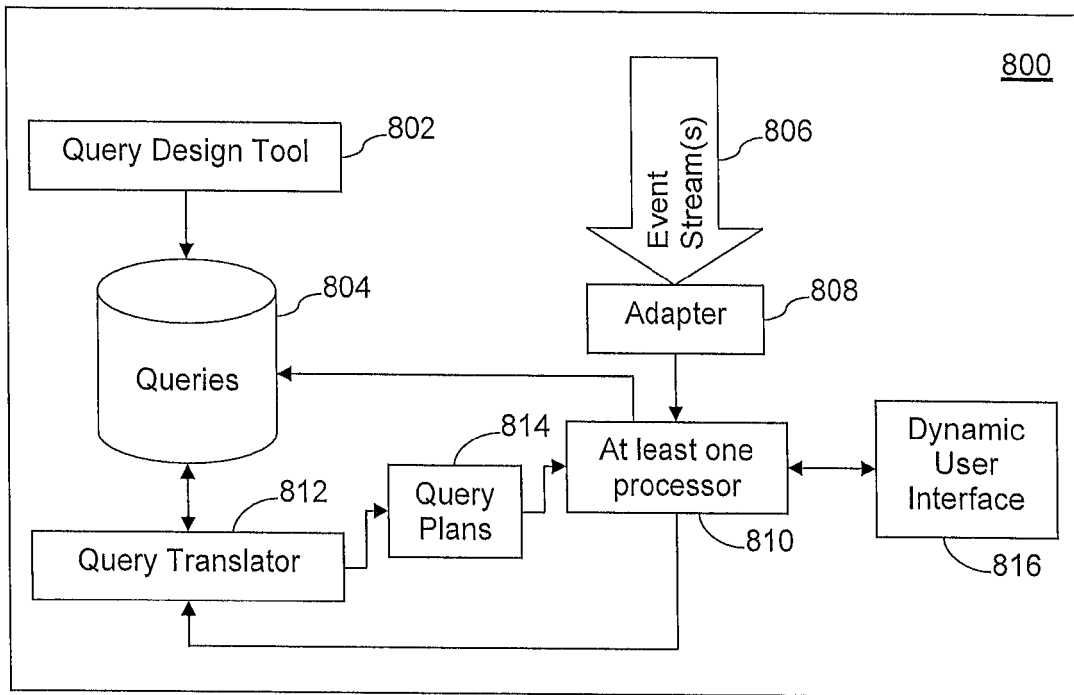 800
Query Design Tool
802
Event
Stream(s)
806
804
Queries
Adapter
808
814
At least one
processor
810
Dynamic
User
Interface
816
812
Query
Plans
Query Translator